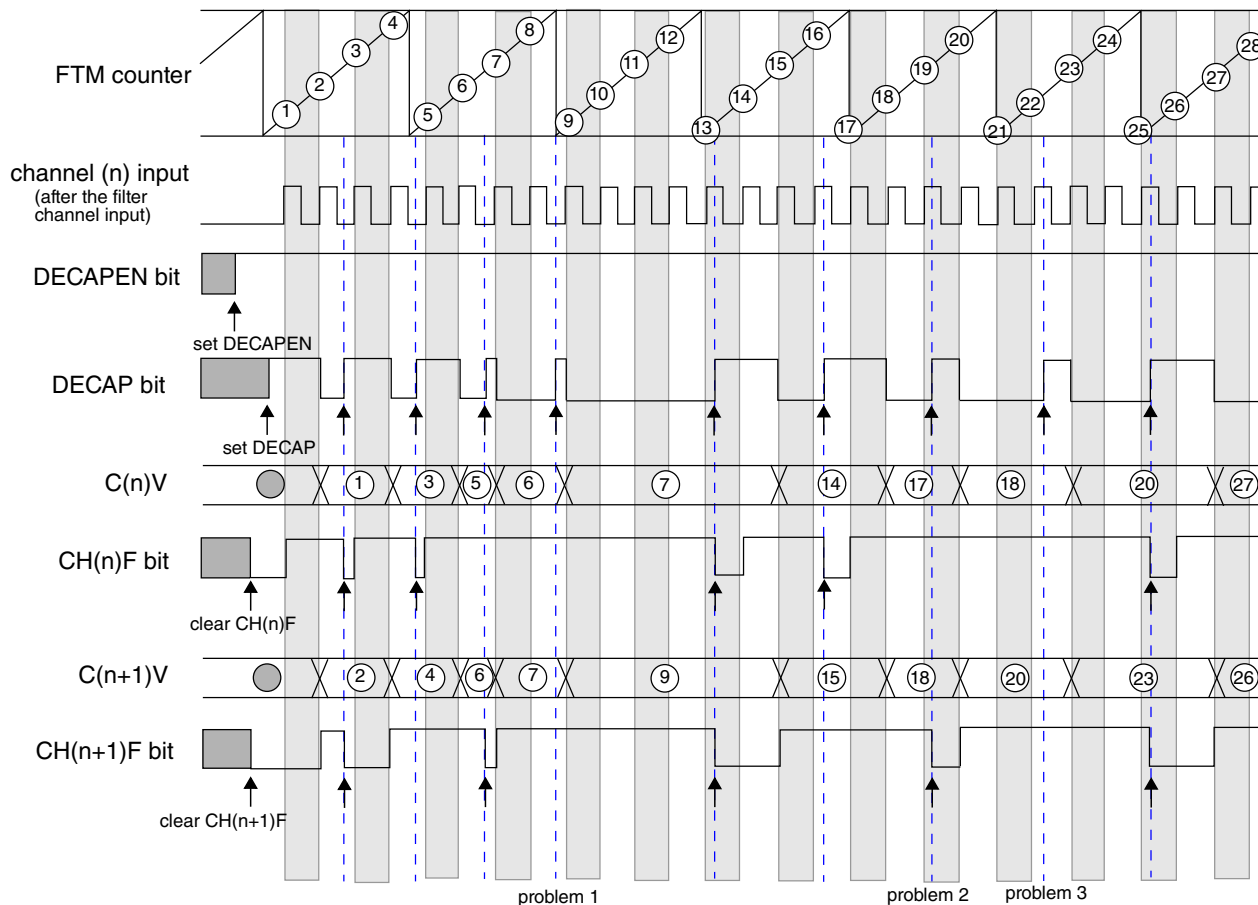 4 8 12 16 20 24 28
3 7 11 15 19 23 27
FTM counter
2 6 10 14 18 22 26
1 5 9 13 17 21 25
channel (n) input
(after the filter
channel input)
DECAPEN bit
set DECAPEN
DECAP bit
set DECAP
C(n)V 1 3 5 6 7 14 17 18 20 27
CH(n)F bit
clear CH(n)F
C(n+1)V 2 4 6 7 9 15 18 20 23 26
CH(n+1)F bit
clear CH(n+1)F
problem 1 problem 2 problem 3